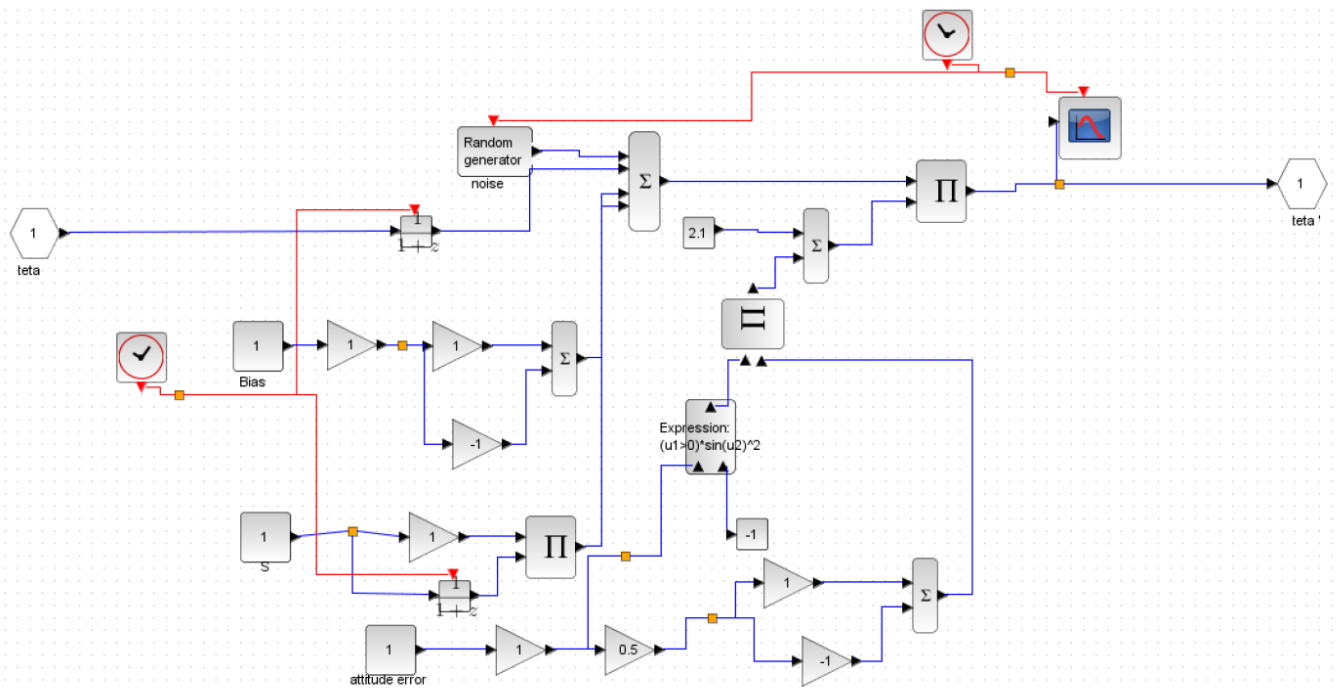 Random
generator
noise
Σ
Π
1
teta '
1
teta
1
1 + z
2.1
Σ
Π
1
Bias
1
1
Σ
-1
Expression:
(u1>0)*sin(u2)^2
1
S
1
Π
-1
1
1 + z
1
Σ
1
attitude error
1
0.5
-1